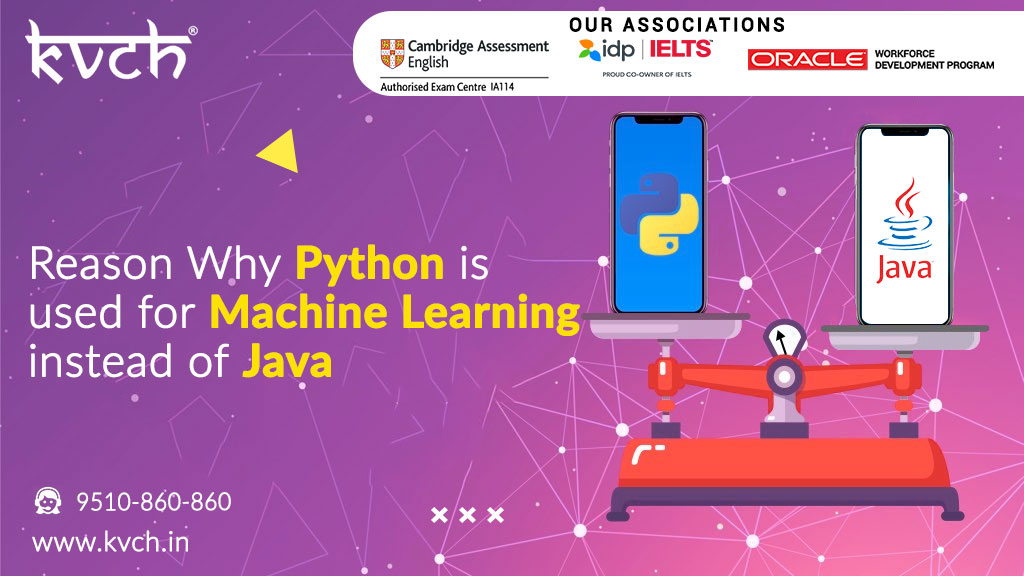 kvch®
OUR ASSOCIATIONS
Cambridge Assessment
English
Authorised Exam Centre IA114
idp | IELTS™
PROUD CO-OWNER OF IELTS
ORACLE
WORKFORCE
DEVELOPMENT PROGRAM
Reason Why Python is
used for Machine Learning
instead of Java
Java
9510-860-860
www.kvch.in